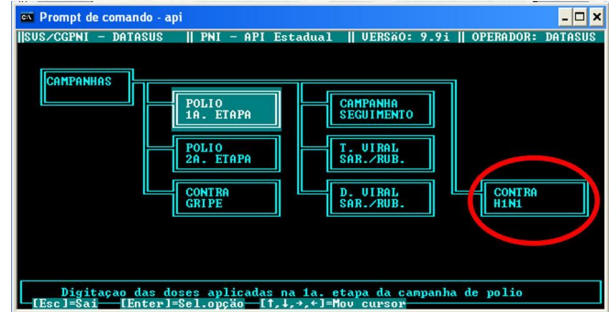 Prompt de comando - api
||SVS/CGPNI - DATASUS || PNI - API Estadual || VERSäO: 9.9i || OPERADOR: DATASUS
CAMPANHAS
POLIO
1A. ETAPA
CAMPANHA
SEGUIMENTO
POLIO
2A. ETAPA
T. VIRAL
SAR./RUB.
CONTRA
GRIPE
D. VIRAL
SAR./RUB.
CONTRA
H1N1
Digitaçao das doses aplicadas na 1a. etapa da campanha de polio
[Esc]=Sai [Enter]=Sel.opção [↑,↓,→,←]=Mov cursor